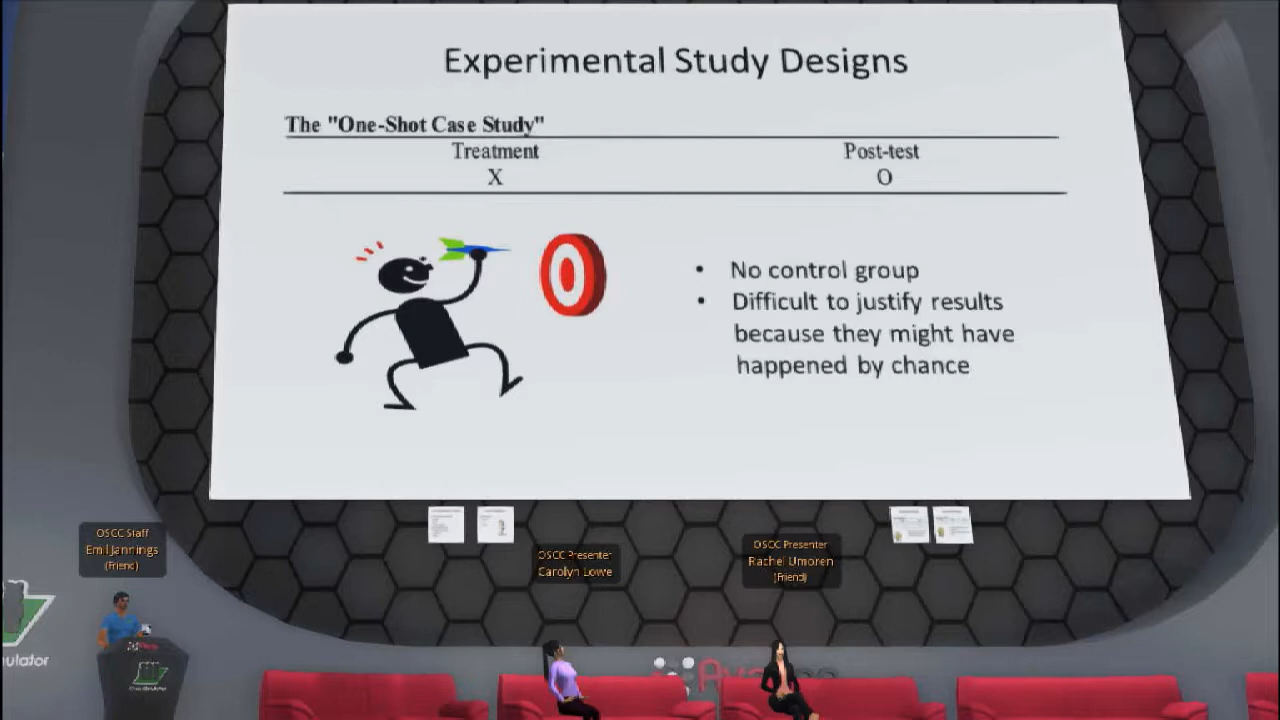 Experimental Study Designs
The "One-Shot Case Study"
Treatment Post-test
X O
• No control group
• Difficult to justify results
because they might have
happened by chance
OSCC Staff
Emil Jannings
(Friend)
OSCC Presenter
Carolyn Lowe
OSCC Presenter
Rachel Umoren
(Friend)
ulator